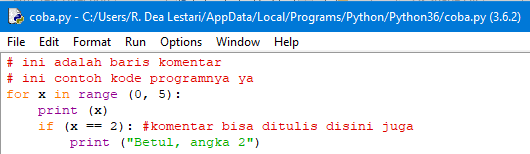 coba.py - C:/Users/R. Dea Lestari/AppData/Local/Programs/Python/Python36/coba.py (3.6.2)
File Edit Format Run Options Window Help
# ini adalah baris komentar
# ini contoh kode programnya ya
for x in range (0, 5):
    print (x)
    if (x == 2): #komentar bisa ditulis disini juga
        print ("Betul, angka 2")